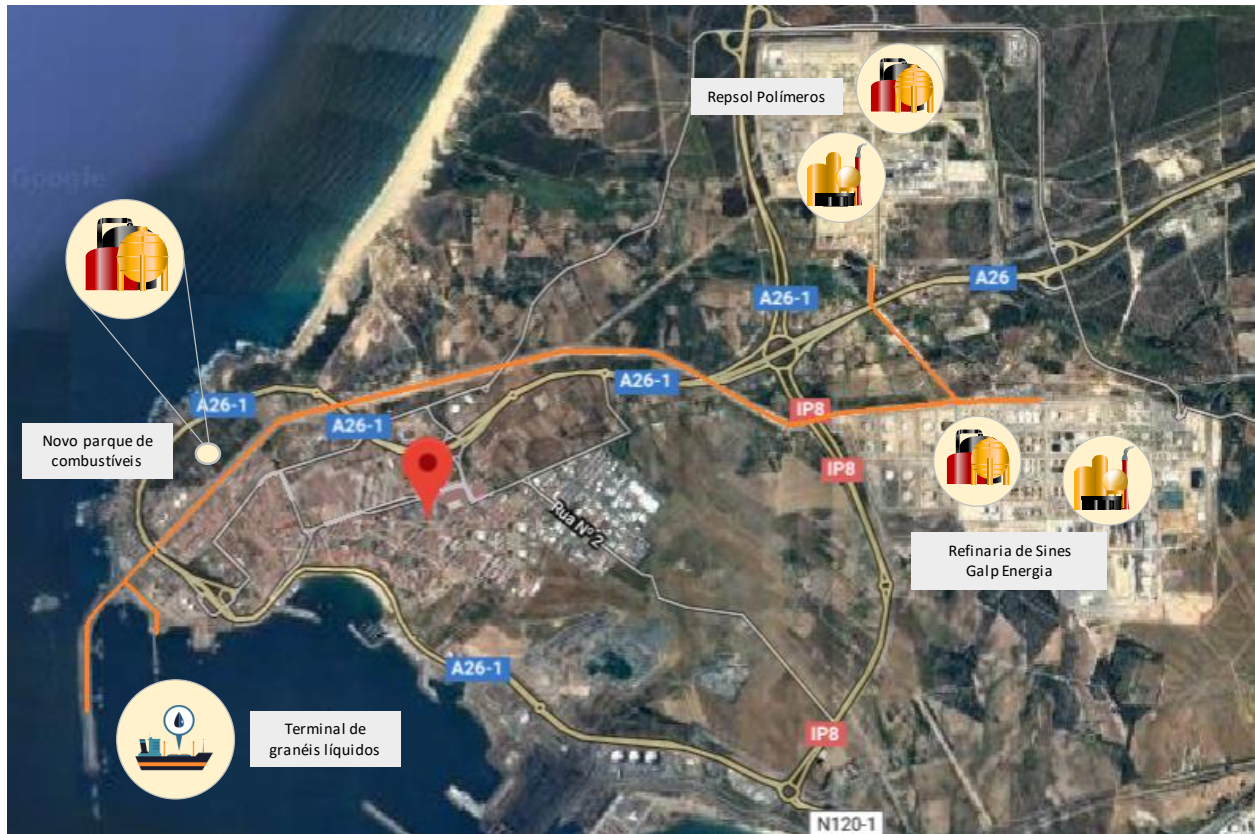 Repsol Polímeros
Google
A26
A26-1
A26-1
A26-1
A26-1
IP8
Novo parque de
combustíveis
IP8
Rua Nº 2
Refinaria de Sines
Galp Energia
A26-1
Terminal de
granéis líquidos
IP8
N120-1